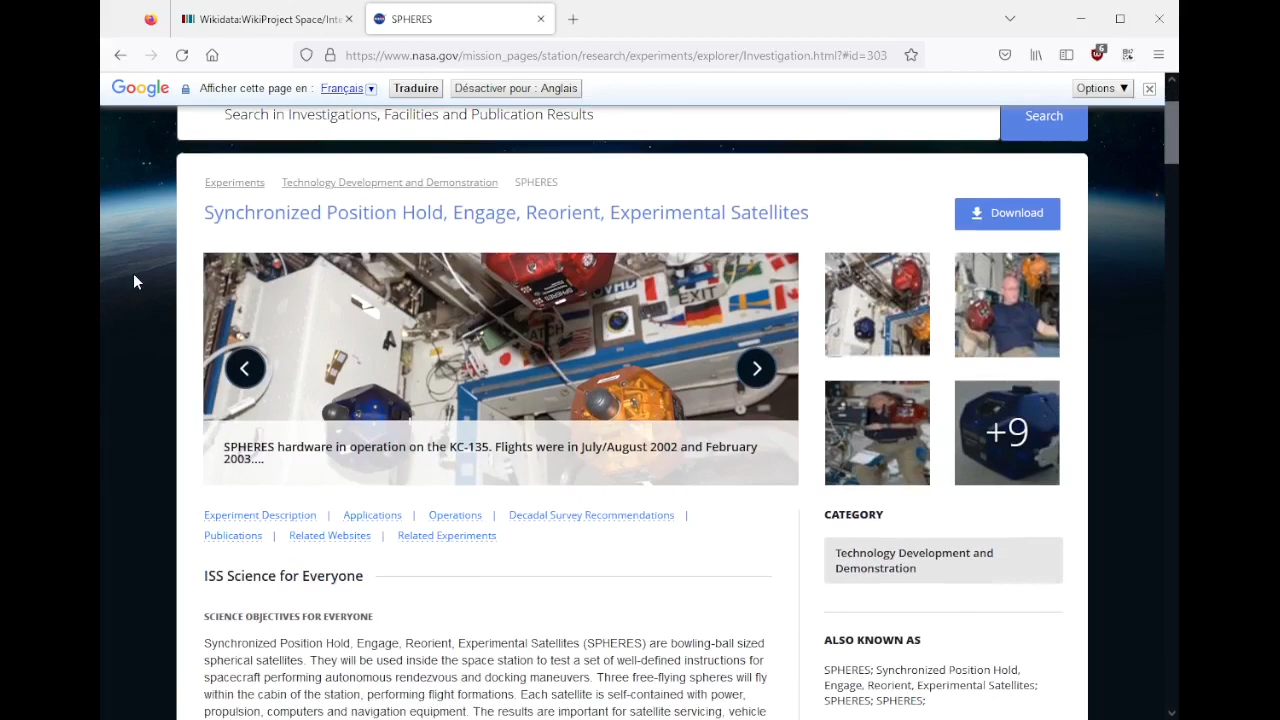 Wikidata:WikiProject Space/Inte
SPHERES
https://www.nasa.gov/mission_pages/station/research/experiments/explorer/Investigation.html?#id=303
6
Google Afficher cette page en : Français Traduire Désactiver pour : Anglais Options ▼
Search in Investigations, Facilities and Publication Results
Search
Experiments Technology Development and Demonstration SPHERES
Synchronized Position Hold, Engage, Reorient, Experimental Satellites
Download
SPHERES
EXIT
SPHERES hardware in operation on the KC-135. Flights were in July/August 2002 and February
2003....
+9
Experiment Description | Applications | Operations | Decadal Survey Recommendations |
Publications | Related Websites | Related Experiments
ISS Science for Everyone
SCIENCE OBJECTIVES FOR EVERYONE
Synchronized Position Hold, Engage, Reorient, Experimental Satellites (SPHERES) are bowling-ball sized
spherical satellites. They will be used inside the space station to test a set of well-defined instructions for
spacecraft performing autonomous rendezvous and docking maneuvers. Three free-flying spheres will fly
within the cabin of the station, performing flight formations. Each satellite is self-contained with power,
propulsion, computers and navigation equipment. The results are important for satellite servicing, vehicle
CATEGORY
Technology Development and
Demonstration
ALSO KNOWN AS
SPHERES; Synchronized Position Hold,
Engage, Reorient, Experimental Satellites;
SPHERES; SPHERES;